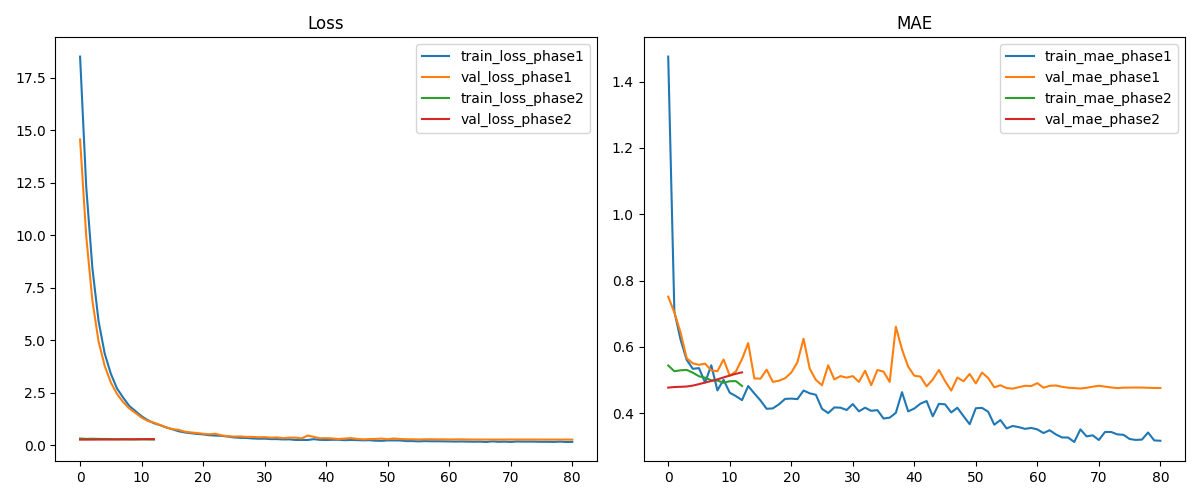 Loss
17.5
15.0
12.5
10.0
7.5
5.0
2.5
0.0
0 10 20 30 40 50 60 70 80
train_loss_phase1
val_loss_phase1
train_loss_phase2
val_loss_phase2
MAE
1.4
1.2
1.0
0.8
0.6
0.4
0 10 20 30 40 50 60 70 80
train_mae_phase1
val_mae_phase1
train_mae_phase2
val_mae_phase2